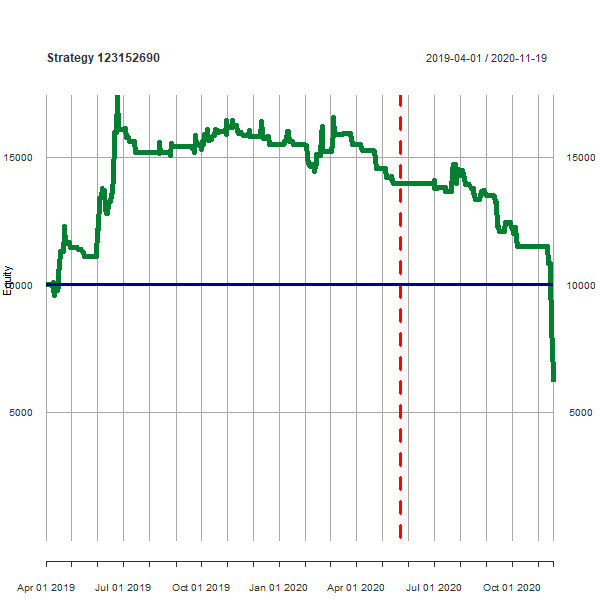 Strategy 123152690
2019-04-01 / 2020-11-19
15000
15000
Equity
10000
10000
5000
5000
Apr 01 2019
Jul 01 2019
Oct 01 2019
Jan 01 2020
Apr 01 2020
Jul 01 2020
Oct 01 2020